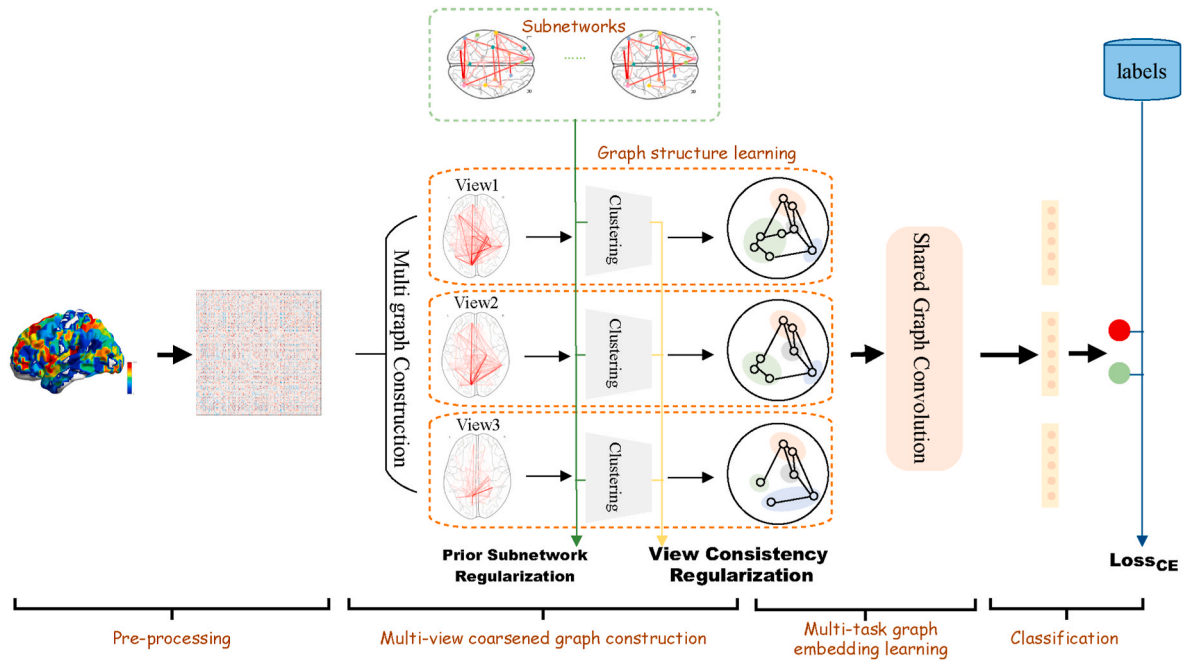 Subnetworks
labels
Graph structure learning
View1
Clustering
Multi graph Construction
View2
Clustering
Shared Graph Convolution
View3
Clustering
Prior Subnetwork
Regularization
View Consistency
Regularization
LossCE
Pre-processing
Multi-view coarsened graph construction
Multi-task graph
embedding learning
Classification